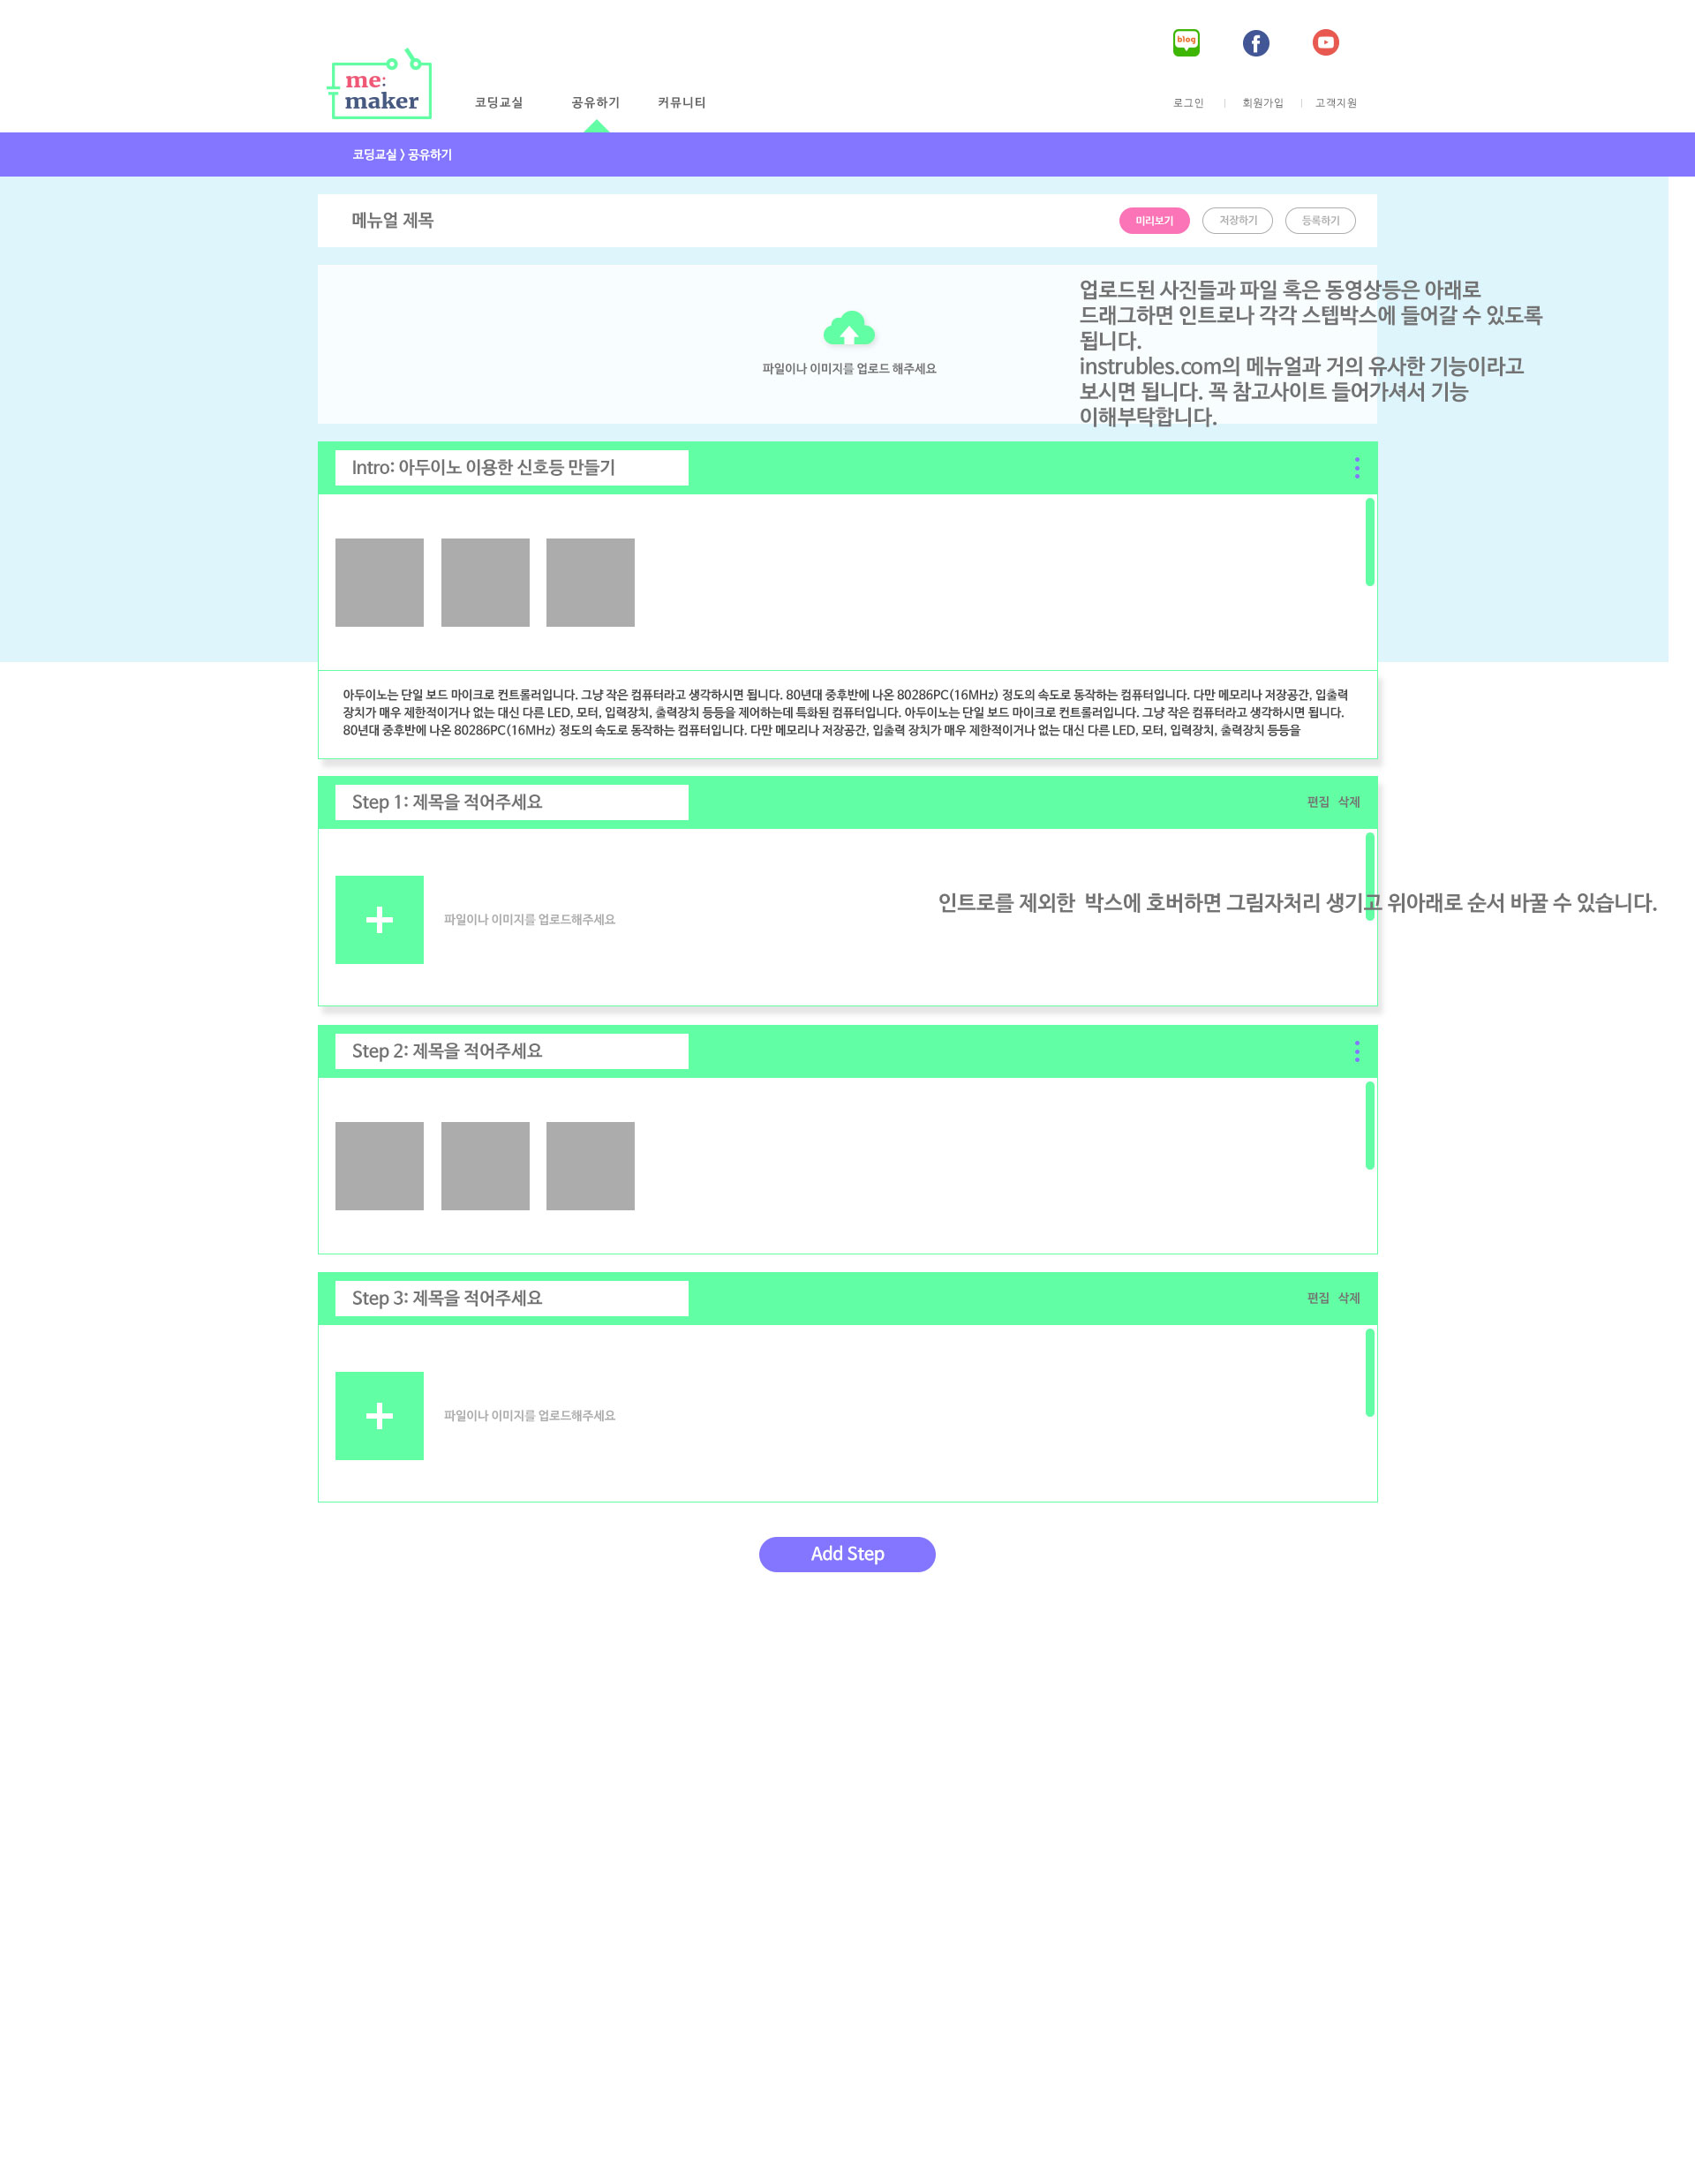 blog
me:
maker
코딩교실 공유하기 커뮤니티
로그인 | 회원가입 | 고객지원
코딩교실 > 공유하기
메뉴얼 제목
미리보기 저장하기 등록하기
파일이나 이미지를 업로드 해주세요
업로드된 사진들과 파일 혹은 동영상등은 아래로
드래그하면 인트로나 각각 스텝박스에 들어갈 수 있도록
됩니다.
instrubles.com의 메뉴얼과 거의 유사한 기능이라고
보시면 됩니다. 꼭 참고사이트 들어가셔서 기능
이해부탁합니다.
Intro: 아두이노 이용한 신호등 만들기
아두이노는 단일 보드 마이크로 컨트롤러입니다. 그냥 작은 컴퓨터라고 생각하시면 됩니다. 80년대 중후반에 나온 80286PC(16MHz) 정도의 속도로 동작하는 컴퓨터입니다. 다만 메모리나 저장공간, 입출력
장치가 매우 제한적이거나 없는 대신 다른 LED, 모터, 입력장치, 출력장치 등등을 제어하는데 특화된 컴퓨터입니다. 아두이노는 단일 보드 마이크로 컨트롤러입니다. 그냥 작은 컴퓨터라고 생각하시면 됩니다.
80년대 중후반에 나온 80286PC(16MHz) 정도의 속도로 동작하는 컴퓨터입니다. 다만 메모리나 저장공간, 입출력 장치가 매우 제한적이거나 없는 대신 다른 LED, 모터, 입력장치, 출력장치 등등을
Step 1: 제목을 적어주세요
편집 삭제
인트로를 제외한 박스에 호버하면 그림자처리 생기고 위아래로 순서 바꿀 수 있습니다.
파일이나 이미지를 업로드해주세요
Step 2: 제목을 적어주세요
Step 3: 제목을 적어주세요
편집 삭제
파일이나 이미지를 업로드해주세요
Add Step